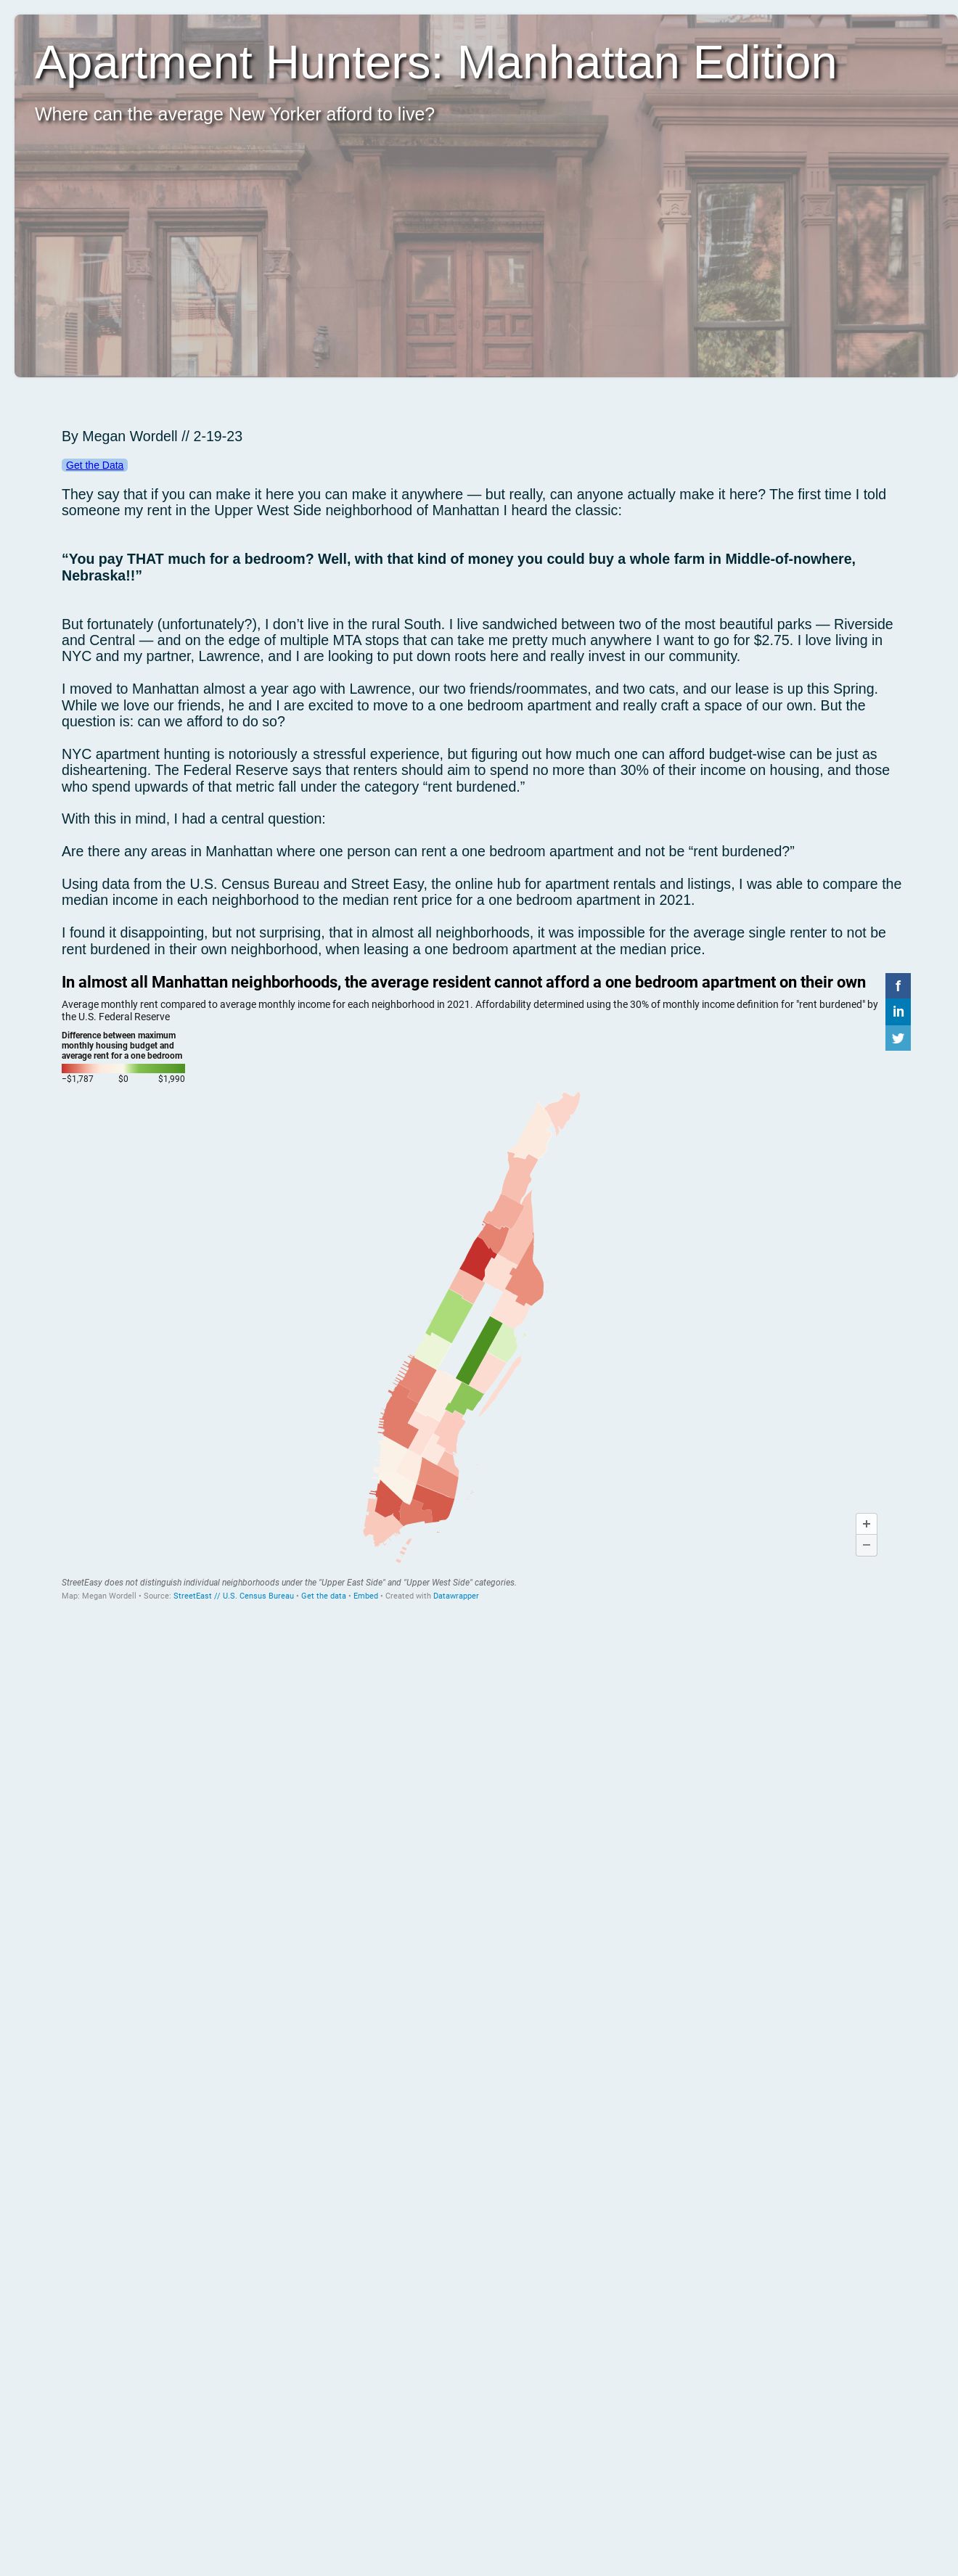 Apartment Hunters: Manhattan Edition
Where can the average New Yorker afford to live?
By Megan Wordell // 2-19-23
Get the Data
They say that if you can make it here you can make it anywhere — but really, can anyone actually make it here? The first time I told
someone my rent in the Upper West Side neighborhood of Manhattan I heard the classic:
“You pay THAT much for a bedroom? Well, with that kind of money you could buy a whole farm in Middle-of-nowhere,
Nebraska!!”
But fortunately (unfortunately?), I don’t live in the rural South. I live sandwiched between two of the most beautiful parks — Riverside
and Central — and on the edge of multiple MTA stops that can take me pretty much anywhere I want to go for $2.75. I love living in
NYC and my partner, Lawrence, and I are looking to put down roots here and really invest in our community.
I moved to Manhattan almost a year ago with Lawrence, our two friends/roommates, and two cats, and our lease is up this Spring.
While we love our friends, he and I are excited to move to a one bedroom apartment and really craft a space of our own. But the
question is: can we afford to do so?
NYC apartment hunting is notoriously a stressful experience, but figuring out how much one can afford budget-wise can be just as
disheartening. The Federal Reserve says that renters should aim to spend no more than 30% of their income on housing, and those
who spend upwards of that metric fall under the category “rent burdened.”
With this in mind, I had a central question:
Are there any areas in Manhattan where one person can rent a one bedroom apartment and not be “rent burdened?”
Using data from the U.S. Census Bureau and Street Easy, the online hub for apartment rentals and listings, I was able to compare the
median income in each neighborhood to the median rent price for a one bedroom apartment in 2021.
I found it disappointing, but not surprising, that in almost all neighborhoods, it was impossible for the average single renter to not be
rent burdened in their own neighborhood, when leasing a one bedroom apartment at the median price.
In almost all Manhattan neighborhoods, the average resident cannot afford a one bedroom apartment on their own
f
in
Average monthly rent compared to average monthly income for each neighborhood in 2021. Affordability determined using the 30% of monthly income definition for "rent burdened" by
the U.S. Federal Reserve
Difference between maximum
monthly housing budget and
average rent for a one bedroom
−$1,787 $0 $1,990
+
−
StreetEasy does not distinguish individual neighborhoods under the "Upper East Side" and "Upper West Side" categories.
Map: Megan Wordell • Source: StreetEast // U.S. Census Bureau • Get the data • Embed • Created with Datawrapper